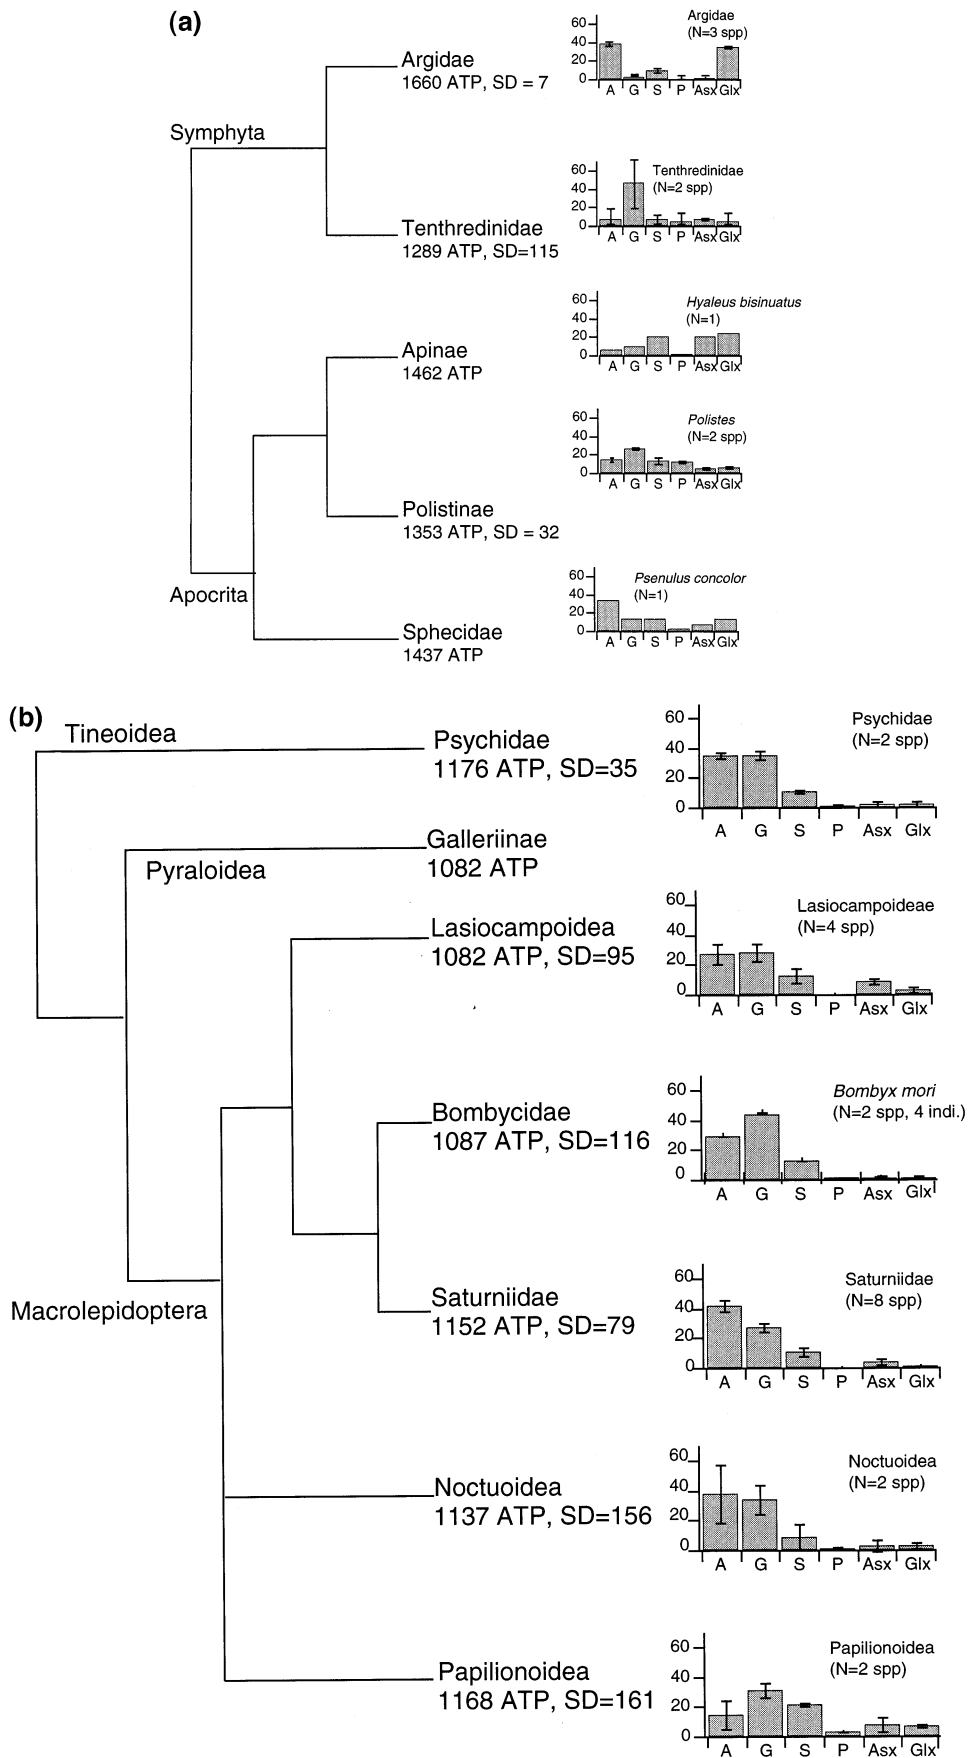 (a)
Symphyta
Argidae
1660 ATP, SD = 7
Argidae
(N=3 spp)
60
40
20
0
A G S P Asx Glx
Tenthredinidae
1289 ATP, SD=115
Tenthredinidae
(N=2 spp)
60
40
20
0
A G S P Asx Glx
Apinae
1462 ATP
Hyaleus bisinuatus
(N=1)
60
40
20
0
A G S P Asx Glx
Polistinae
1353 ATP, SD = 32
Polistes
(N=2 spp)
60
40
20
0
A G S P Asx Glx
Apocrita
Sphecidae
1437 ATP
Psenulus concolor
(N=1)
60
40
20
0
A G S P Asx Glx
(b)
Tineoidea
Psychidae
1176 ATP, SD=35
Psychidae
(N=2 spp)
60
40
20
0
A G S P Asx Glx
Pyraloidea
Galleriinae
1082 ATP
Lasiocampoidea
1082 ATP, SD=95
Lasiocampoideae
(N=4 spp)
60
40
20
0
A G S P Asx Glx
Bombycidae
1087 ATP, SD=116
Bombyx mori
(N=2 spp, 4 indi.)
60
40
20
0
A G S P Asx Glx
Macrolepidoptera
Saturniidae
1152 ATP, SD=79
Saturniidae
(N=8 spp)
60
40
20
0
A G S P Asx Glx
Noctuoidea
1137 ATP, SD=156
Noctuoidea
(N=2 spp)
60
40
20
0
A G S P Asx Glx
Papilionoidea
1168 ATP, SD=161
Papilionoidea
(N=2 spp)
60
40
20
0
A G S P Asx Glx